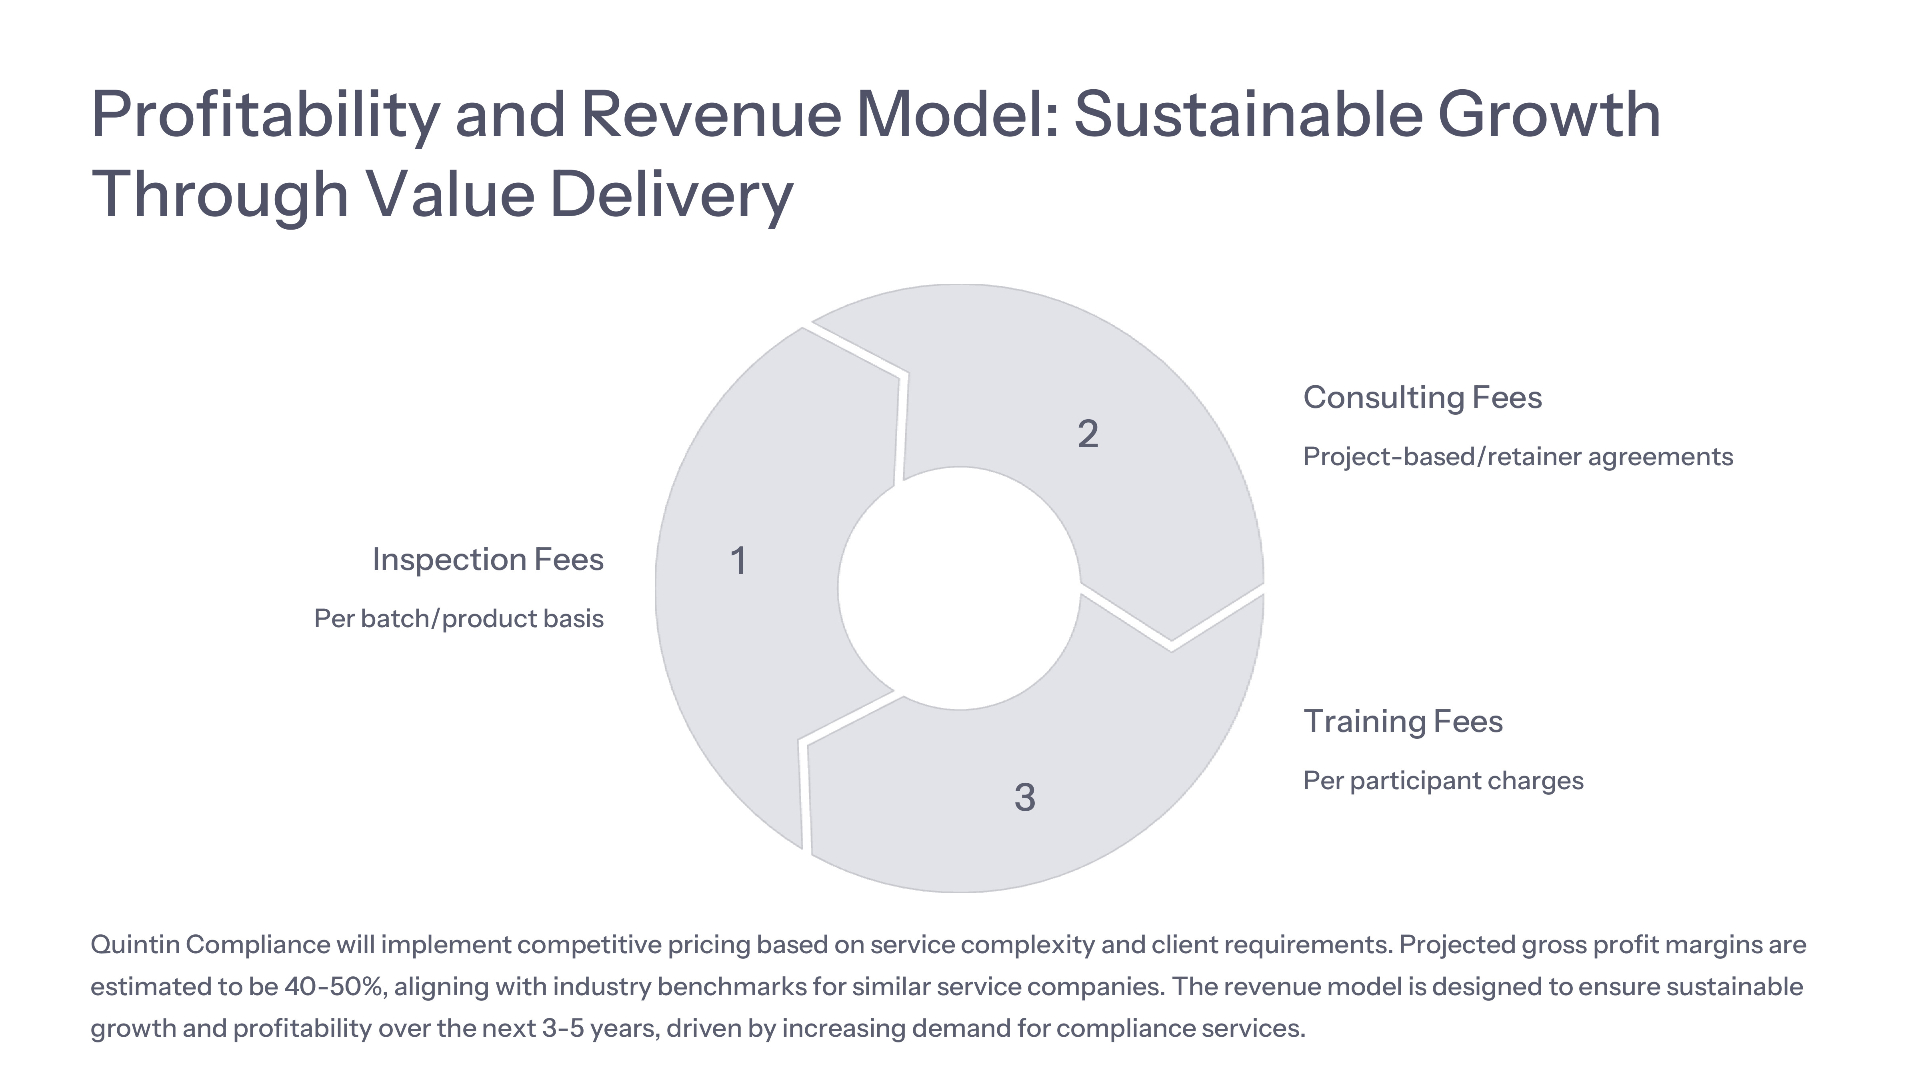 Profitability and Revenue Model: Sustainable Growth
Through Value Delivery
1
Inspection Fees
Per batch/product basis
2
Consulting Fees
Project-based/retainer agreements
3
Training Fees
Per participant charges
Quintin Compliance will implement competitive pricing based on service complexity and client requirements. Projected gross profit margins are
estimated to be 40-50%, aligning with industry benchmarks for similar service companies. The revenue model is designed to ensure sustainable
growth and profitability over the next 3-5 years, driven by increasing demand for compliance services.